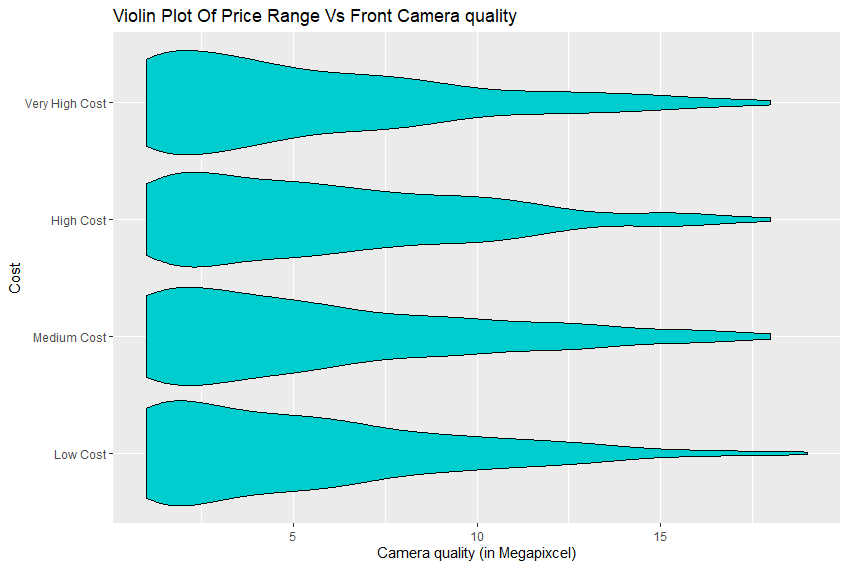 Violin Plot Of Price Range Vs Front Camera quality
Very High Cost
High Cost
Medium Cost
Low Cost
Cost
5
10
15
Camera quality (in Megapixcel)